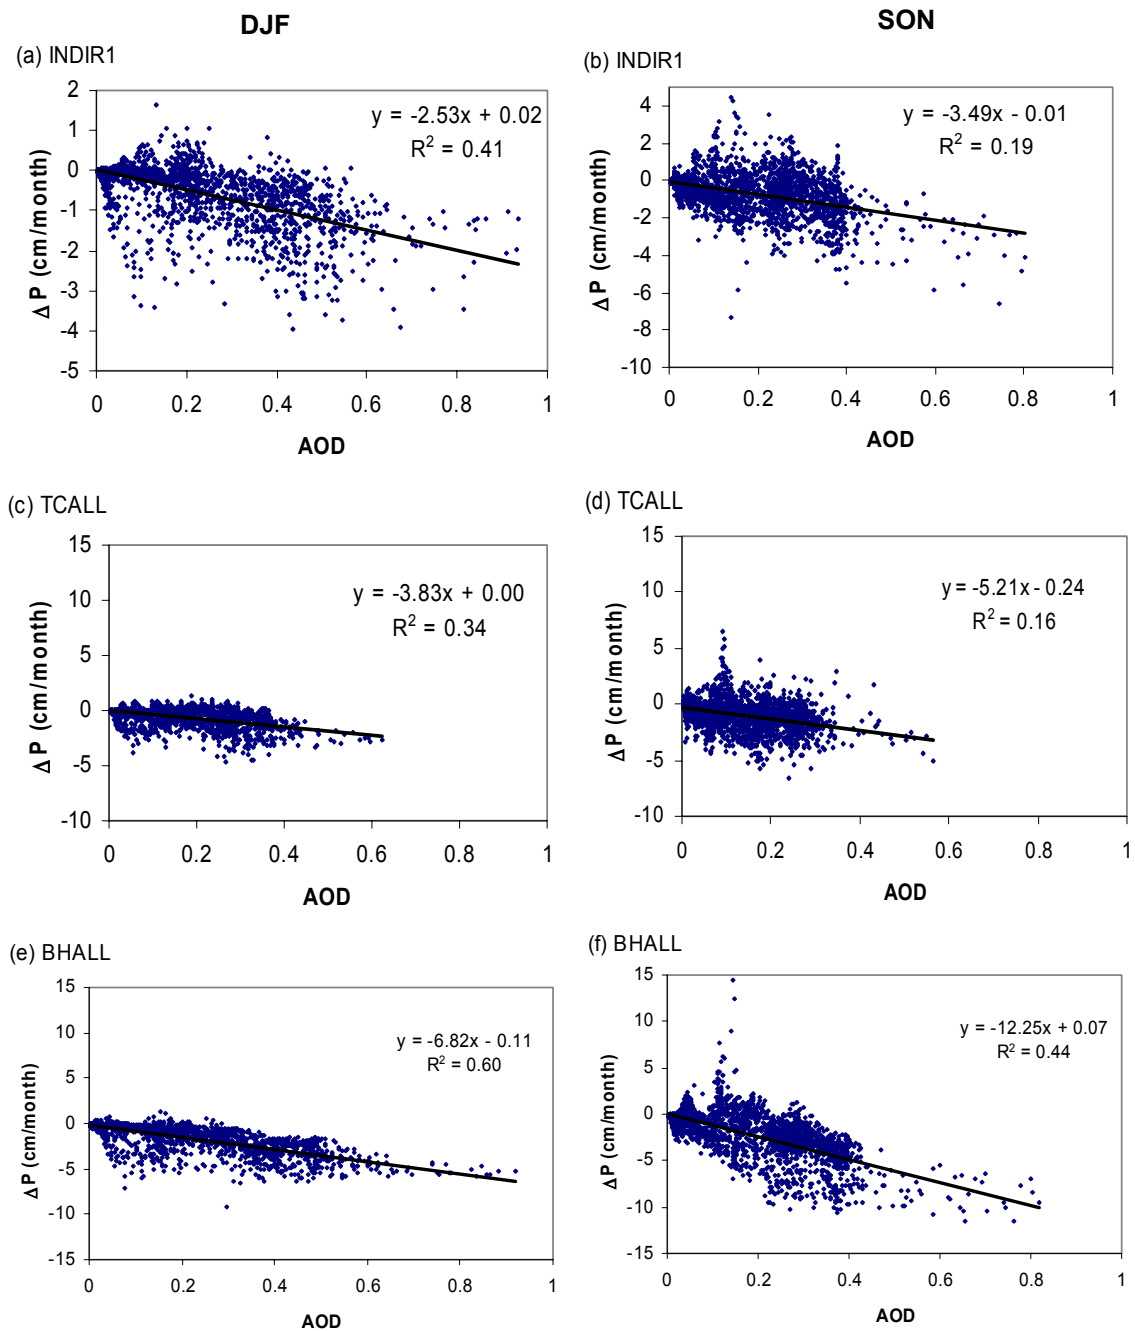 DJF
SON
(a) INDIR1
(b) INDIR1
y = -2.53x + 0.02
R² = 0.41
2
1
0
-1
-2
-3
-4
-5
Δ P (cm/month)
0 0.2 0.4 0.6 0.8 1
AOD
y = -3.49x - 0.01
R² = 0.19
4
2
0
-2
-4
-6
-8
-10
Δ P (cm/month)
0 0.2 0.4 0.6 0.8 1
AOD
(c) TCALL
(d) TCALL
y = -3.83x + 0.00
R² = 0.34
15
10
5
0
-5
-10
Δ P (cm/month)
0 0.2 0.4 0.6 0.8 1
AOD
y = -5.21x - 0.24
R² = 0.16
15
10
5
0
-5
-10
Δ P (cm/month)
0 0.2 0.4 0.6 0.8 1
AOD
(e) BHALL
(f) BHALL
y = -6.82x - 0.11
R² = 0.60
15
10
5
0
-5
-10
-15
Δ P (cm/month)
0 0.2 0.4 0.6 0.8 1
AOD
y = -12.25x + 0.07
R² = 0.44
15
10
5
0
-5
-10
-15
Δ P (cm/month)
0 0.2 0.4 0.6 0.8 1
AOD